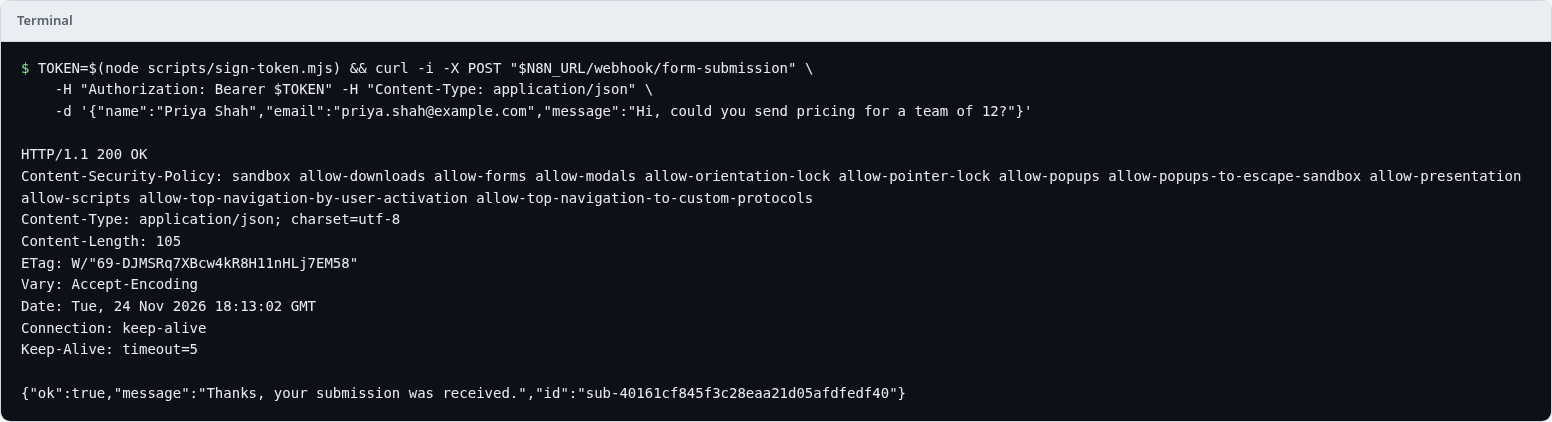 Terminal
$ TOKEN=$(node scripts/sign-token.mjs) && curl -i -X POST "$N8N_URL/webhook/form-submission" \
-H "Authorization: Bearer $TOKEN" -H "Content-Type: application/json" \
-d '{"name":"Priya Shah","email":"priya.shah@example.com","message":"Hi, could you send pricing for a team of 12?"}'
HTTP/1.1 200 OK
Content-Security-Policy: sandbox allow-downloads allow-forms allow-modals allow-orientation-lock allow-pointer-lock allow-popups allow-popups-to-escape-sandbox allow-presentation
allow-scripts allow-top-navigation-by-user-activation allow-top-navigation-to-custom-protocols
Content-Type: application/json; charset=utf-8
Content-Length: 105
ETag: W/"69-DJMSRq7XBcw4kR8H11nHLj7EM58"
Vary: Accept-Encoding
Date: Tue, 24 Nov 2026 18:13:02 GMT
Connection: keep-alive
Keep-Alive: timeout=5
{"ok":true,"message":"Thanks, your submission was received.","id":"sub-40161cf845f3c28eaa21d05afdfedf40"}